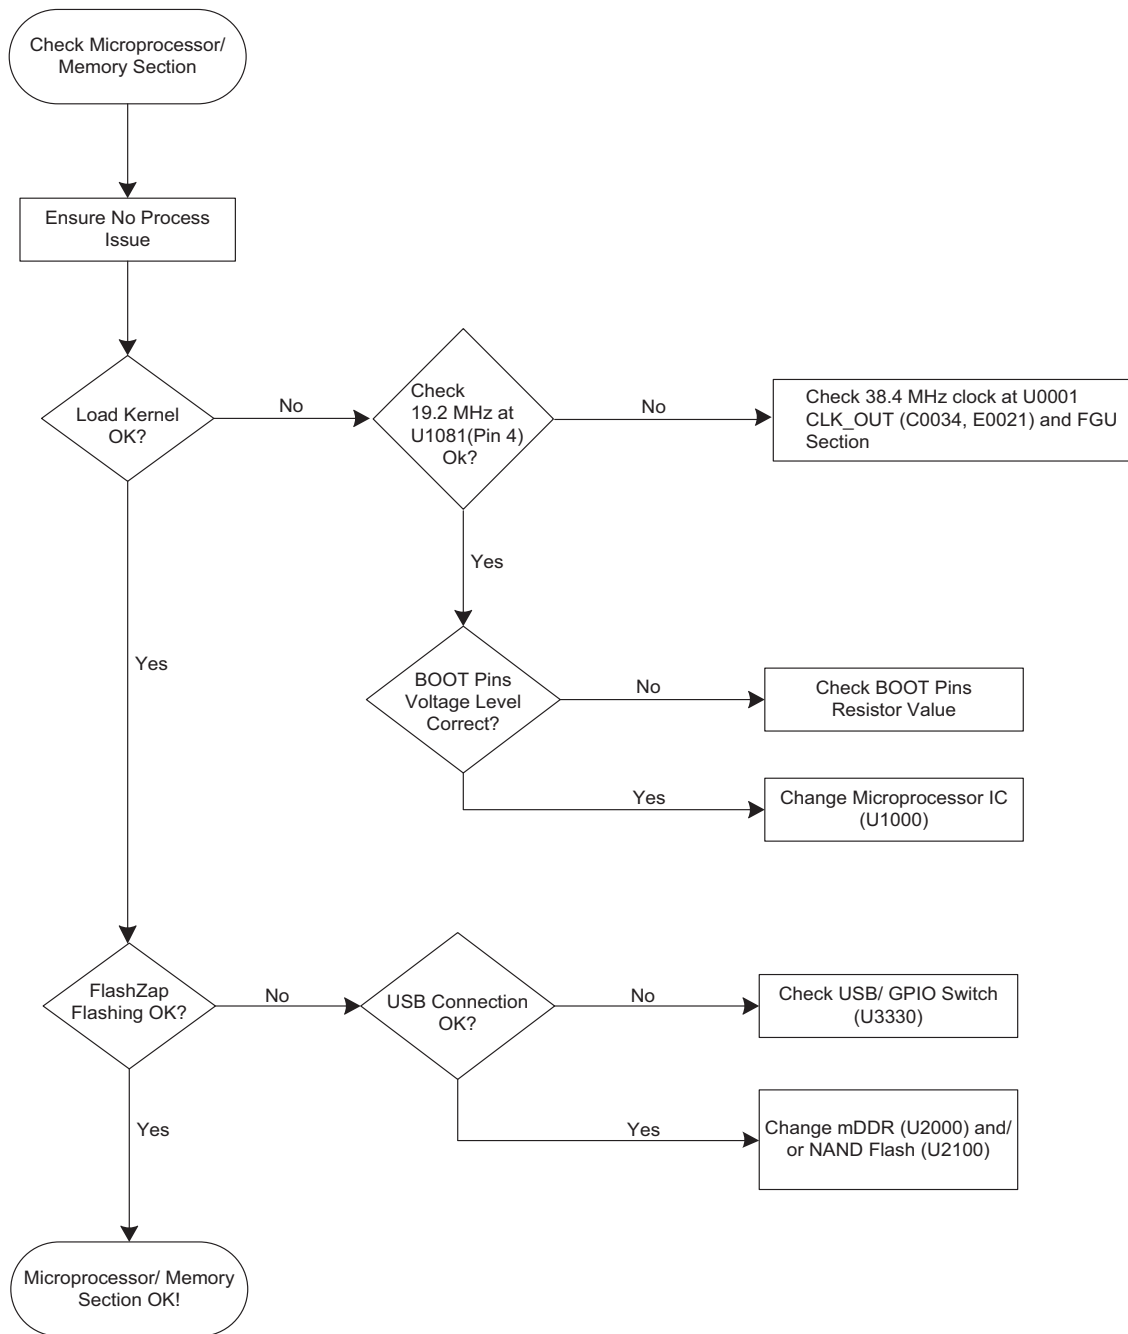 Check Microprocessor/
Memory Section
Ensure No Process
Issue
Load Kernel
OK?
No
Check
19.2 MHz at
U1081(Pin 4)
Ok?
No
Check 38.4 MHz clock at U0001
CLK_OUT (C0034, E0021) and FGU
Section
Yes
Yes
BOOT Pins
Voltage Level
Correct?
No
Check BOOT Pins
Resistor Value
Yes
Change Microprocessor IC
(U1000)
FlashZap
Flashing OK?
No
USB Connection
OK?
No
Check USB/ GPIO Switch
(U3330)
Yes
Yes
Change mDDR (U2000) and/
or NAND Flash (U2100)
Microprocessor/ Memory
Section OK!